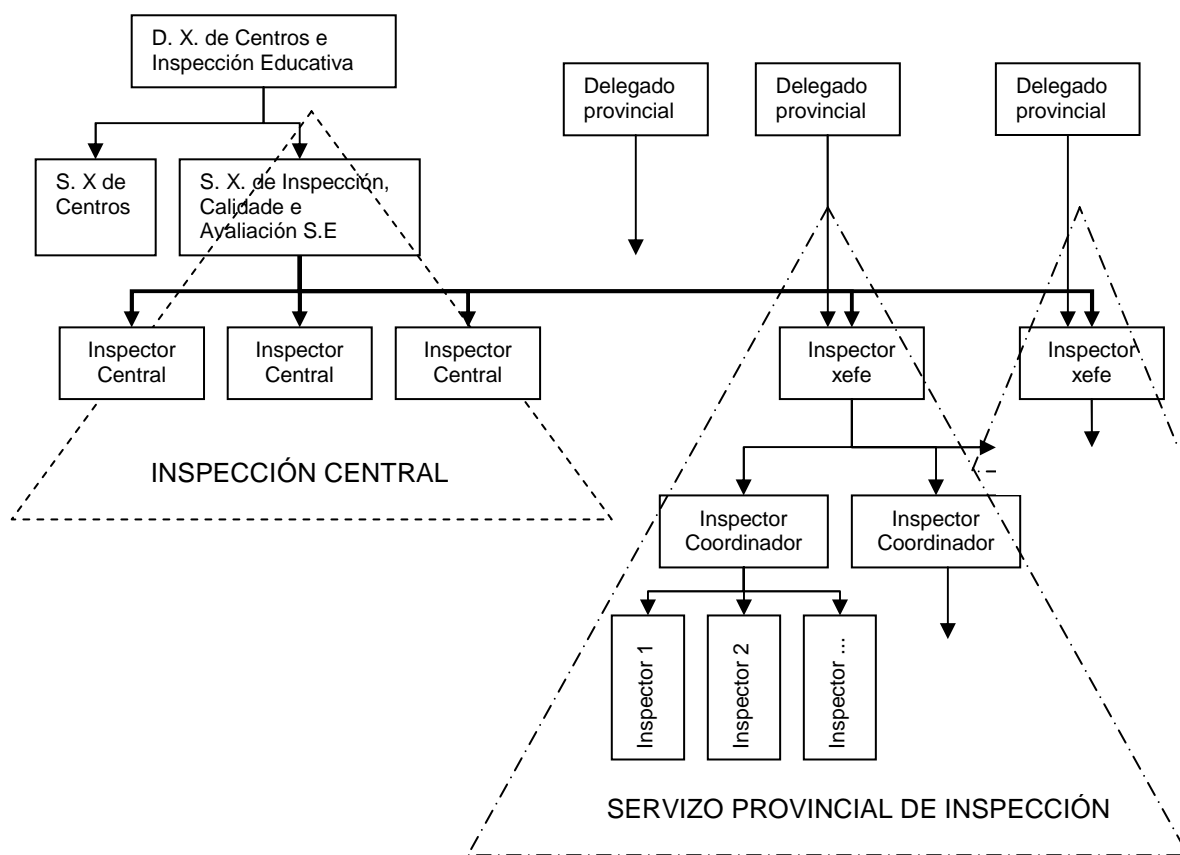 D. X. de Centros e
Inspección Educativa
Delegado
provincial
Delegado
provincial
Delegado
provincial
S. X de
Centros
S. X. de Inspección,
Calidade e
Avaliación S.E
Inspector
Central
Inspector
Central
Inspector
Central
Inspector
xefe
Inspector
xefe
INSPECCIÓN CENTRAL
Inspector
Coordinador
Inspector
Coordinador
Inspector 1
Inspector 2
Inspector ...
SERVIZO PROVINCIAL DE INSPECCIÓN